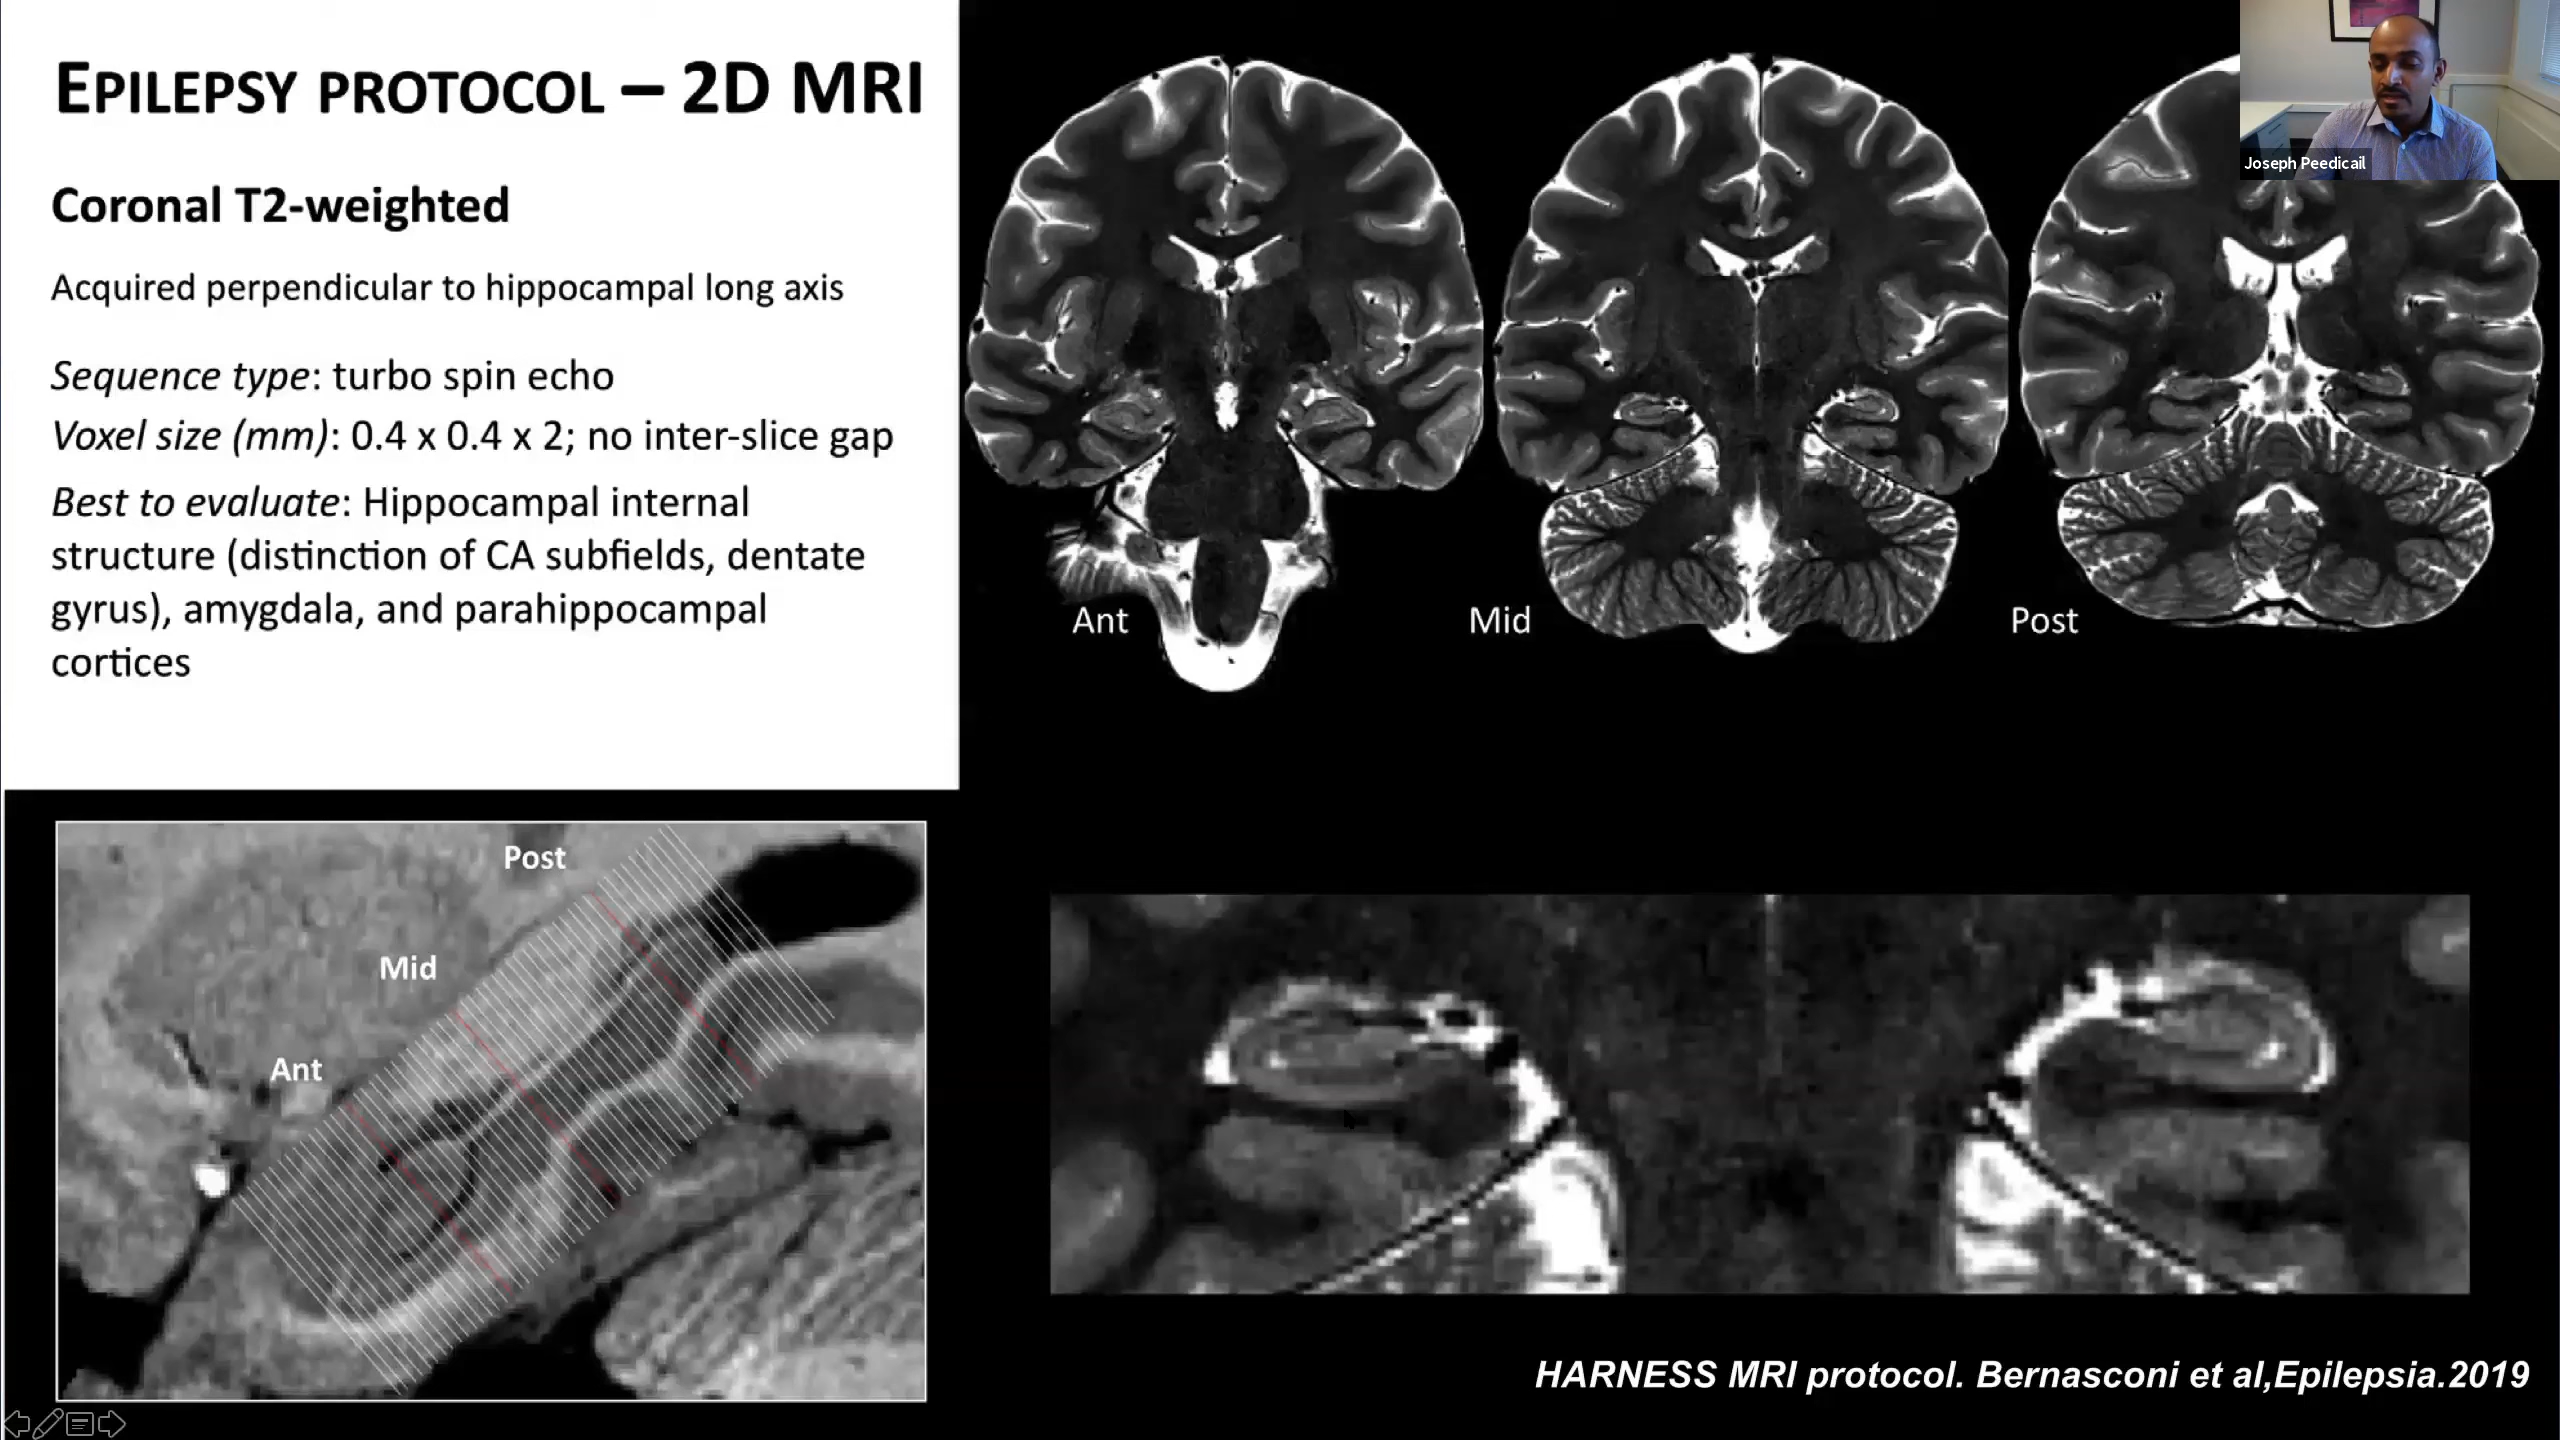 EPILEPSY PROTOCOL – 2D MRI
Coronal T2-weighted
Acquired perpendicular to hippocampal long axis
Sequence type: turbo spin echo
Voxel size (mm): 0.4 x 0.4 x 2; no inter-slice gap
Best to evaluate: Hippocampal internal
structure (distinction of CA subfields, dentate
gyrus), amygdala, and parahippocampal
cortices
Joseph Peedicail
Ant
Mid
Post
Post
Mid
Ant
HARNESS MRI protocol. Bernasconi et al,Epilepsia.2019